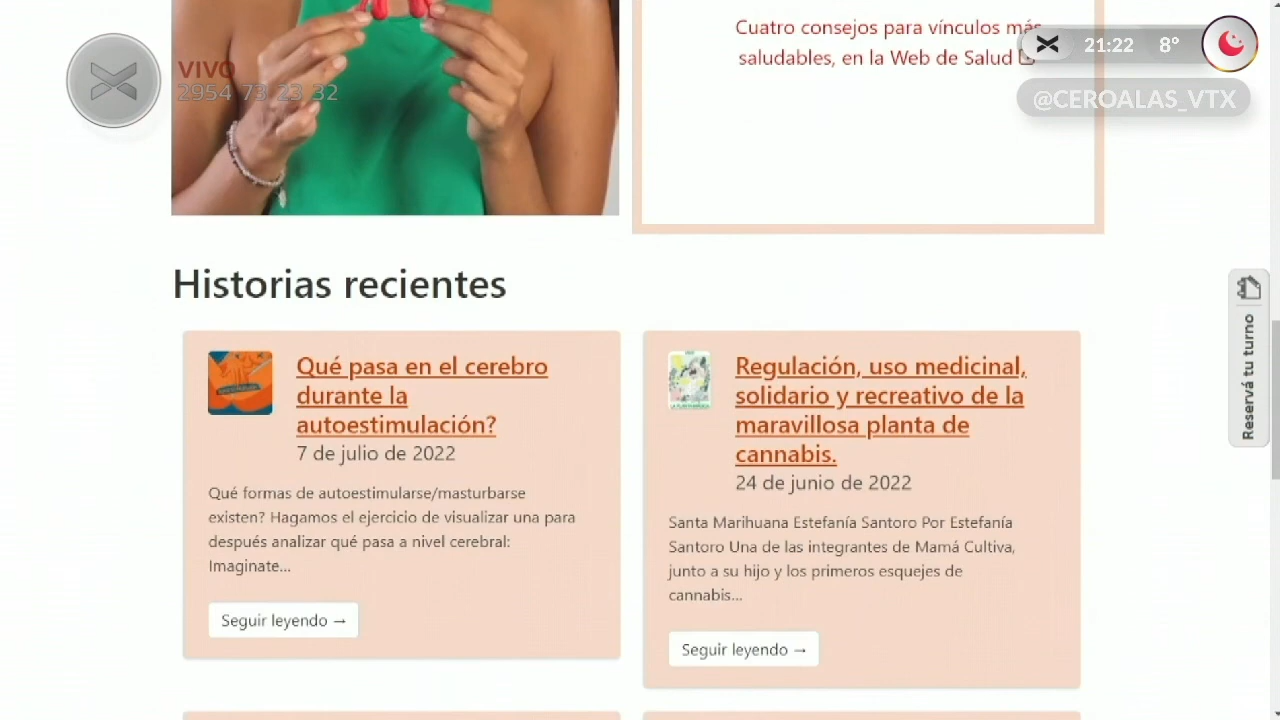 Cuatro consejos para vínculos más
saludables, en la Web de Salud
21:22 8°
@CEROALAS_VTX
VIVO
2954 73 23 32
Historias recientes
Reservá tu turno
Qué pasa en el cerebro
durante la
autoestimulación?
7 de julio de 2022
Qué formas de autoestimularse/masturbarse
existen? Hagamos el ejercicio de visualizar una para
después analizar qué pasa a nivel cerebral:
Imaginate...
Seguir leyendo →
Regulación, uso medicinal,
solidario y recreativo de la
maravillosa planta de
cannabis.
24 de junio de 2022
Santa Marihuana Estefanía Santoro Por Estefanía
Santoro Una de las integrantes de Mamá Cultiva,
junto a su hijo y los primeros esquejes de
cannabis...
Seguir leyendo →